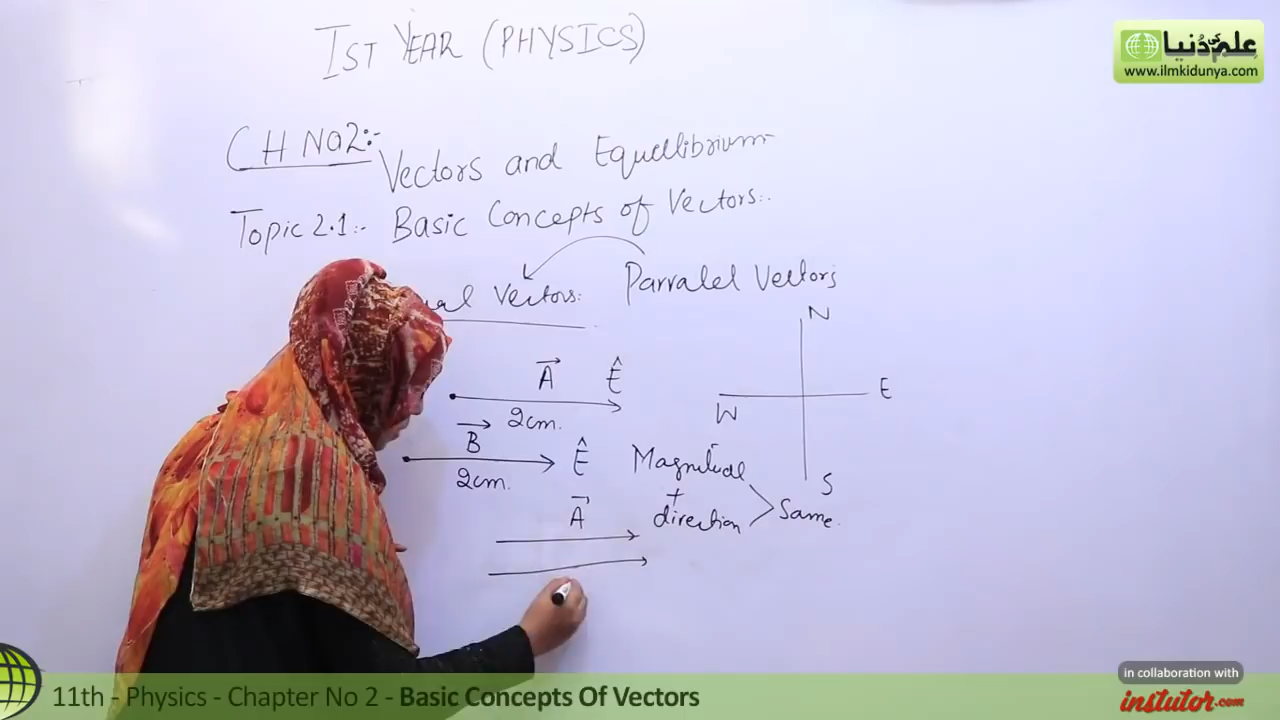 1ST YEAR (PHYSICS)
علم کی دُنیا
www.ilmkidunya.com
CH NO2:-
Vectors and Equellibrium
Topic 2.1:- Basic Concepts of Vectors:.
Vectors: Parralel Vectors
N
A Ê
2cm.
W E
B
Ê
2cm.
Magnitude
+
direction
Same.
S
A
in collaboration with
instutor.com
11th - Physics - Chapter No 2 - Basic Concepts Of Vectors